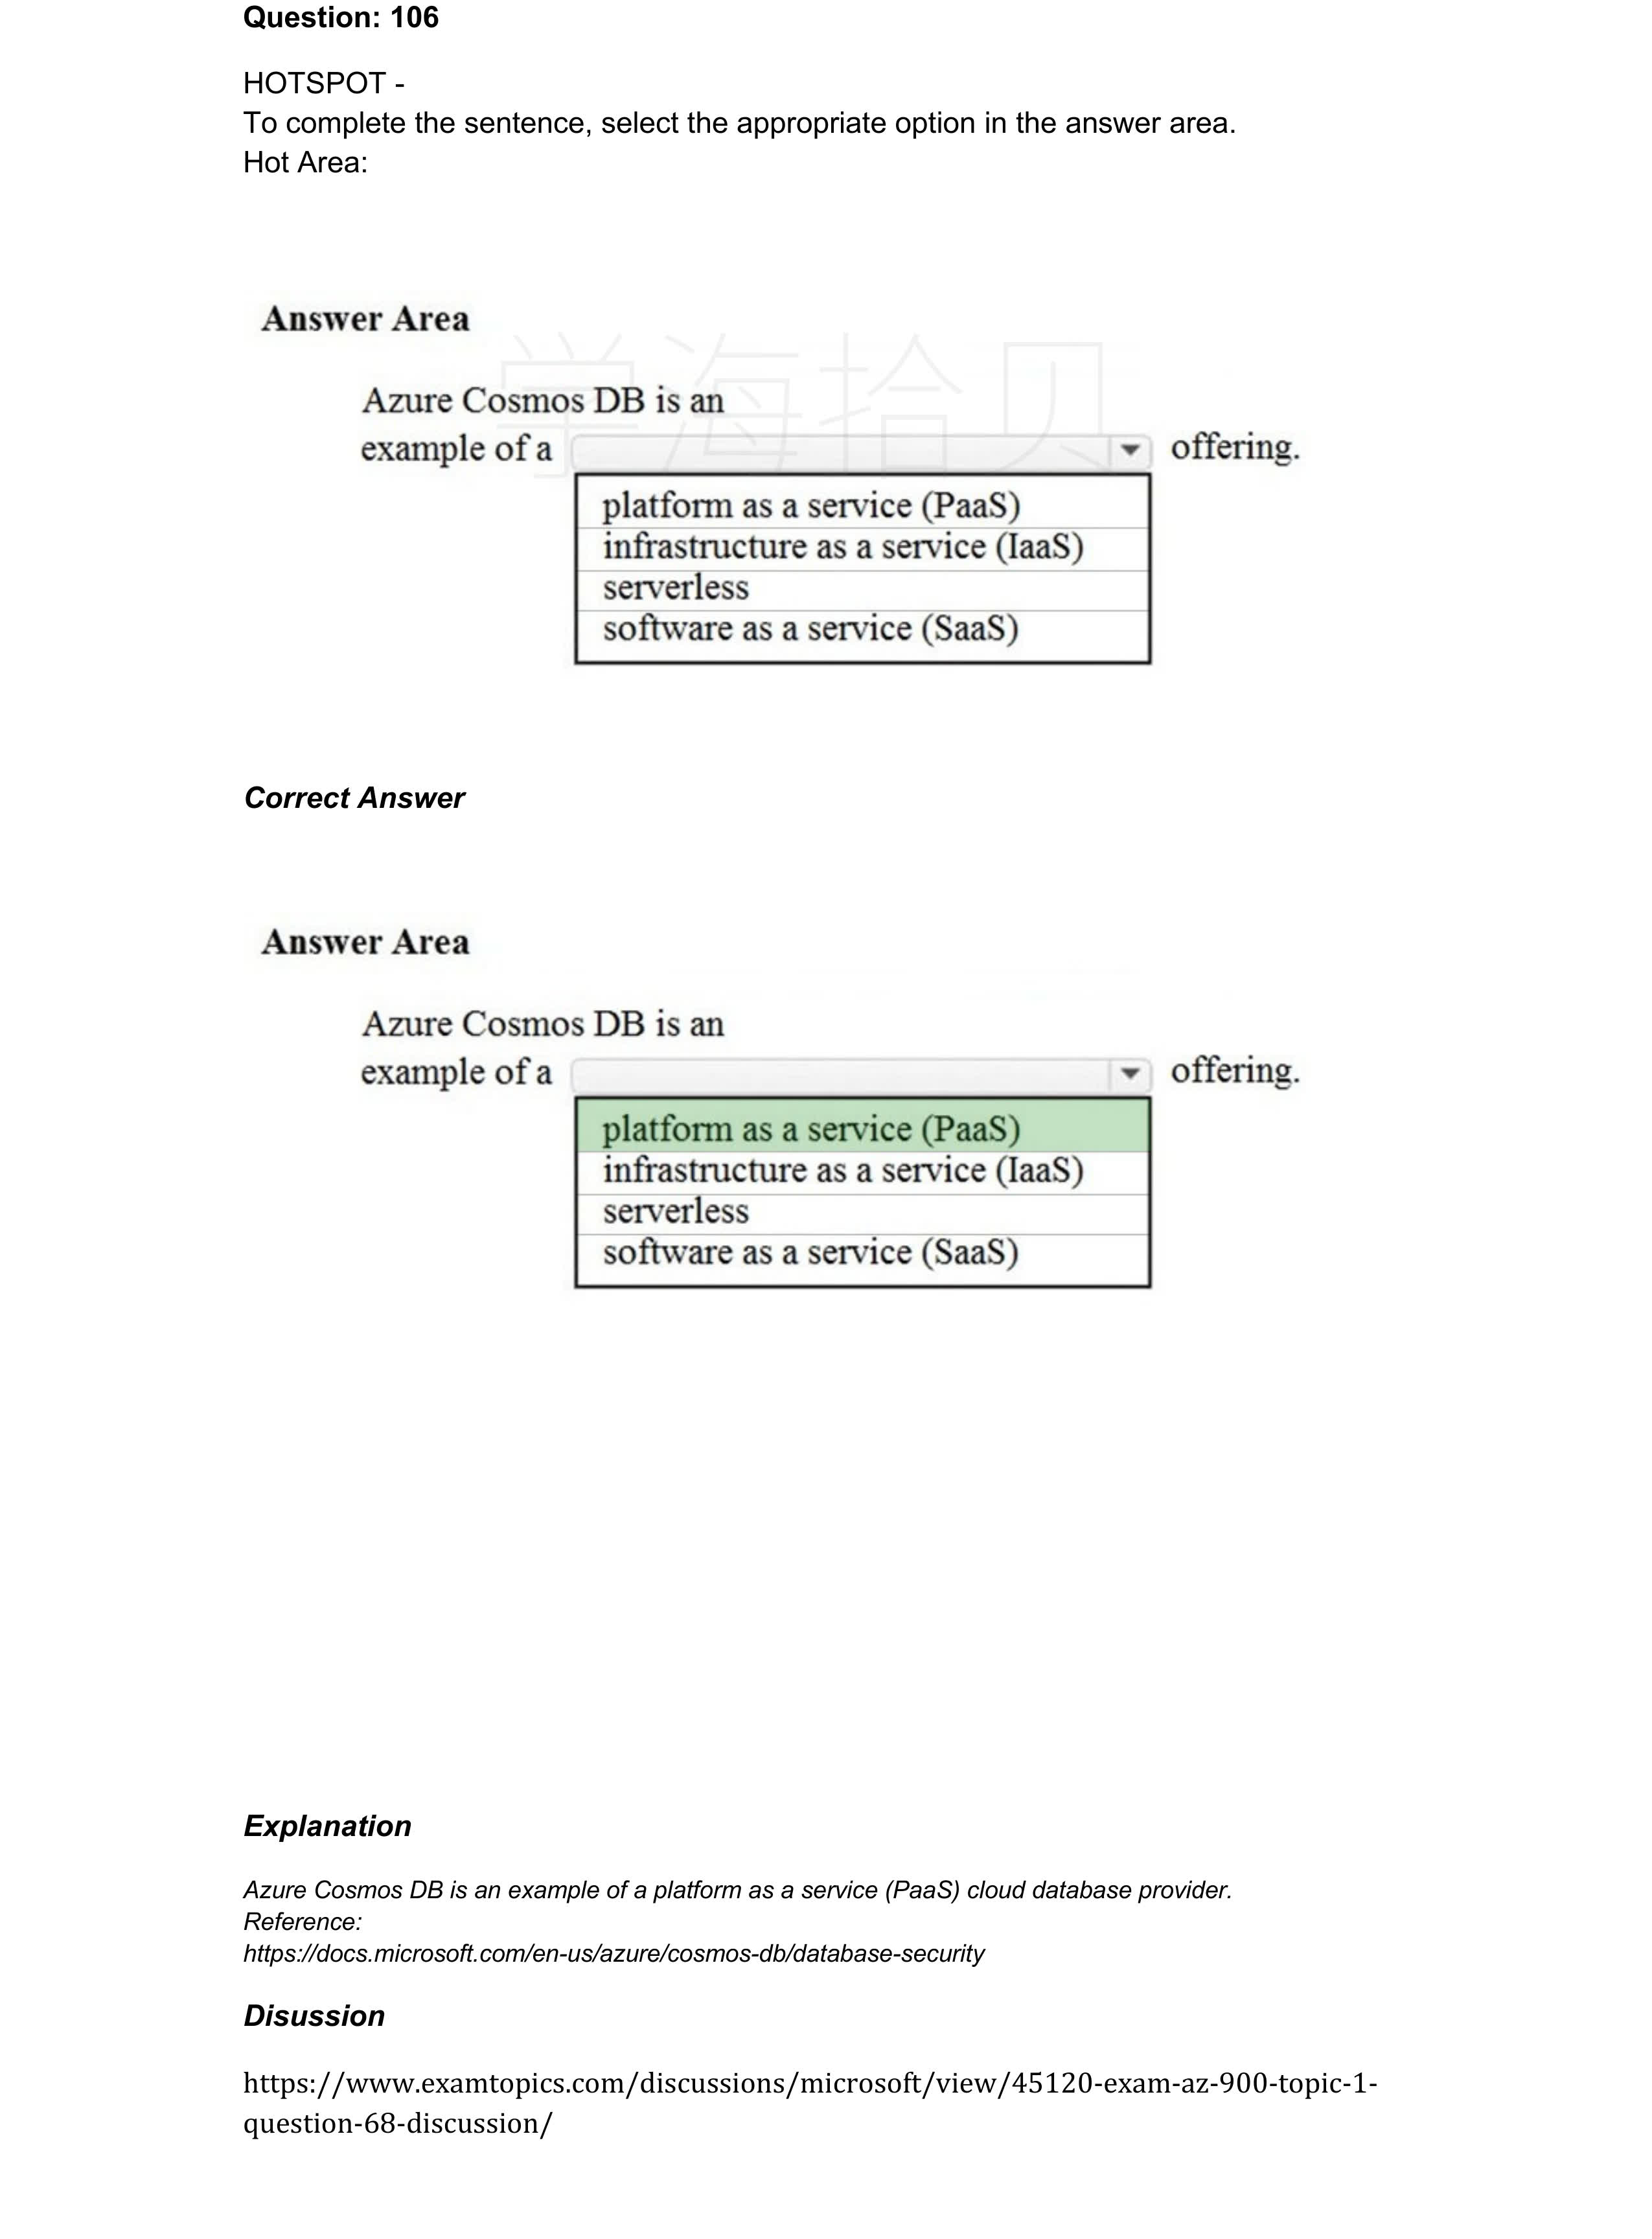 Question: 106
HOTSPOT -
To complete the sentence, select the appropriate option in the answer area.
Hot Area:
Answer Area
学海拾贝
Azure Cosmos DB is an
example of a offering.
platform as a service (PaaS)
infrastructure as a service (IaaS)
serverless
software as a service (SaaS)
Correct Answer
Answer Area
Azure Cosmos DB is an
example of a offering.
platform as a service (PaaS)
infrastructure as a service (IaaS)
serverless
software as a service (SaaS)
Explanation
Azure Cosmos DB is an example of a platform as a service (PaaS) cloud database provider.
Reference:
https://docs.microsoft.com/en-us/azure/cosmos-db/database-security
Disussion
https://www.examtopics.com/discussions/microsoft/view/45120-exam-az-900-topic-1-
question-68-discussion/